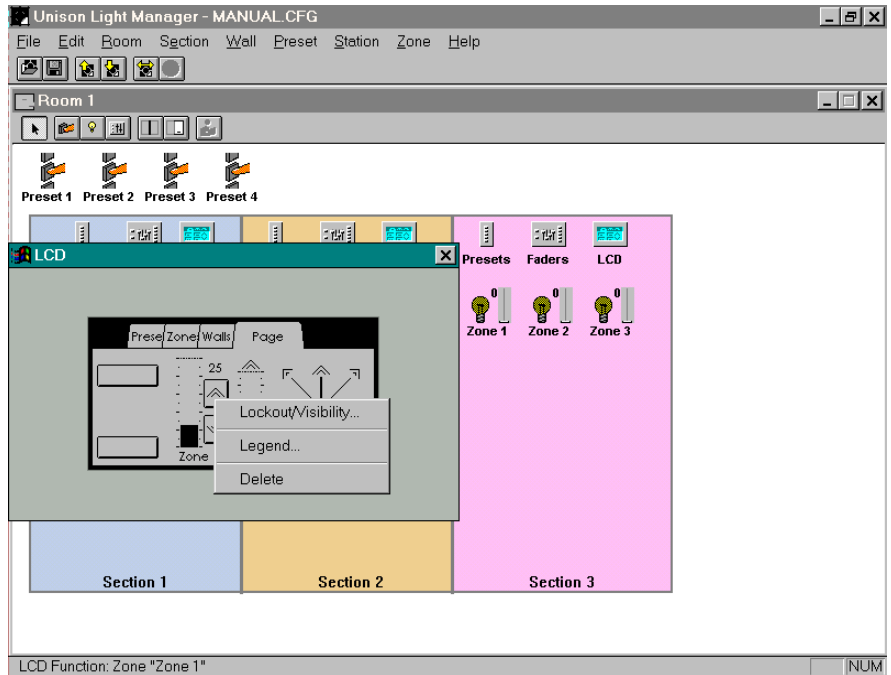 Unison Light Manager - MANUAL.CFG
File Edit Room Section Wall Preset Station Zone Help
Room 1
Preset 1 Preset 2 Preset 3 Preset 4
LCD
Presets Faders LCD
0 0 0
Zone 1 Zone 2 Zone 3
Prese Zone Walls Page
25
Zone
Lockout/Visibility...
Legend...
Delete
Section 1 Section 2 Section 3
LCD Function: Zone "Zone 1" NUM